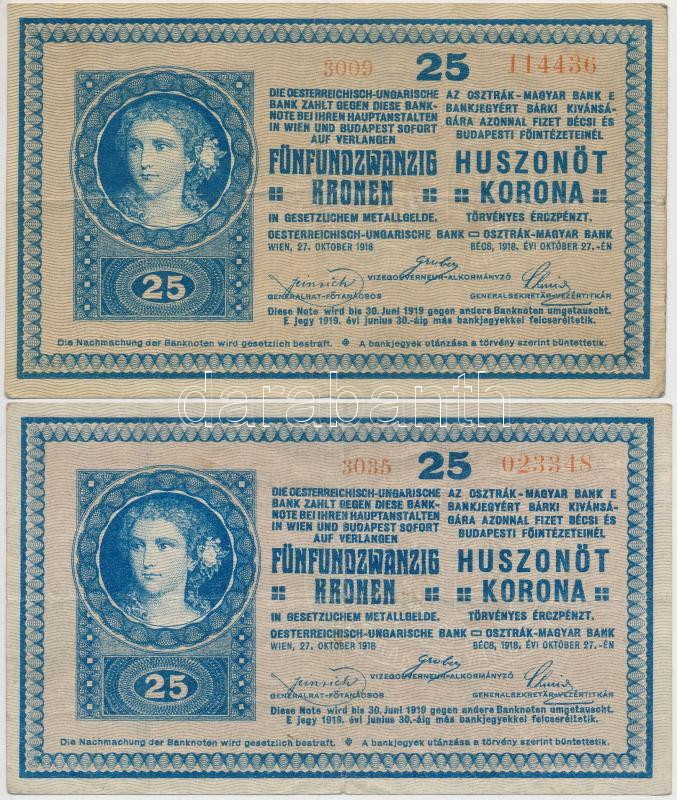 3009 25 114436
DIE OESTERREICHISCH-UNGARISCHE
BANK ZAHLT GEGEN DIESE BANK-
NOTE BEI IHREN HAUPTANSTALTEN
IN WIEN UND BUDAPEST SOFORT
AUF VERLANGEN
FÜNFUNDZWANZIG
KRONEN
IN GESETZLICHEM METALLGELDE.
OESTERREICHISCH-UNGARISCHE BANK
WIEN, 27. OKTOBER 1918
AZ OSZTRÁK-MAGYAR BANK E
BANKJEGYÉRT BÁRKI KIVÁNSÁ-
GÁRA AZONNAL FIZET BÉCSI ÉS
BUDAPESTI FŐINTÉZETEINÉL
HUSZONÖT
KORONA
TÖRVÉNYES ÉRCZPÉNZT.
OSZTRÁK-MAGYAR BANK
BÉCS, 1918. ÉVI OKTÓBER 27.-ÉN
25
VIZEGOUVERNEUR-ALKORMÁNYZÓ
GENERALRAT-FŐTANÁCSOS GENERALSEKRETÄR-VEZÉRTITKÁR
Diese Note wird bis 30. Juni 1919 gegen andere Banknoten umgetauscht.
E jegy 1919. évi junius 30.-áig más bankjegyekkel felcseréltetik.
Die Nachmachung der Banknoten wird gesetzlich bestraft. A bankjegyek utánzása a törvény szerint büntettetik.
darabanth
3035 25 023348
DIE OESTERREICHISCH-UNGARISCHE
BANK ZAHLT GEGEN DIESE BANK-
NOTE BEI IHREN HAUPTANSTALTEN
IN WIEN UND BUDAPEST SOFORT
AUF VERLANGEN
FÜNFUNDZWANZIG
KRONEN
IN GESETZLICHEM METALLGELDE.
OESTERREICHISCH-UNGARISCHE BANK
WIEN, 27. OKTOBER 1918
AZ OSZTRÁK-MAGYAR BANK E
BANKJEGYÉRT BÁRKI KIVÁNSÁ-
GÁRA AZONNAL FIZET BÉCSI ÉS
BUDAPESTI FŐINTÉZETEINÉL
HUSZONÖT
KORONA
TÖRVÉNYES ÉRCZPÉNZT.
OSZTRÁK-MAGYAR BANK
BÉCS, 1918. ÉVI OKTÓBER 27.-ÉN
25
VIZEGOUVERNEUR-ALKORMÁNYZÓ
GENERALRAT-FŐTANÁCSOS GENERALSEKRETÄR-VEZÉRTITKÁR
Diese Note wird bis 30. Juni 1919 gegen andere Banknoten umgetauscht.
E jegy 1919. évi junius 30.-áig más bankjegyekkel felcseréltetik.
Die Nachmachung der Banknoten wird gesetzlich bestraft. A bankjegyek utánzása a törvény szerint büntettetik.